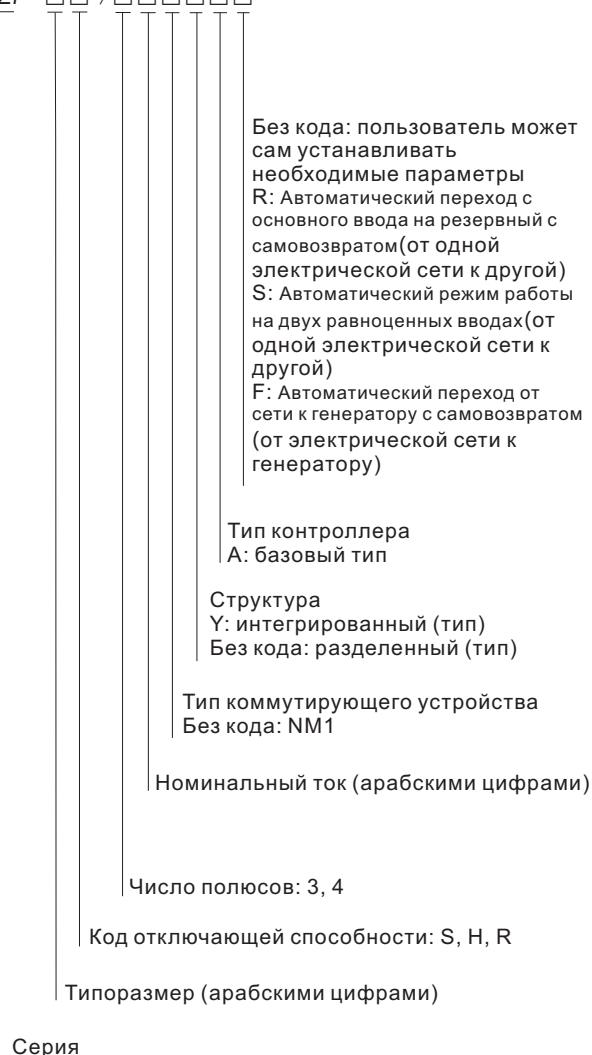 Без кода: пользователь может
сам устанавливать
необходимые параметры
R: Автоматический переход с
основного ввода на резервный с
самовозвратом(от одной
электрической сети к другой)
S: Автоматический режим работы
на двух равноценных вводах(от
одной электрической сети к
другой)
F: Автоматический переход от
сети к генератору с самовозвратом
(от электрической сети к
генератору)
Тип контроллера
A: базовый тип
Структура
Y: интегрированный (тип)
Без кода: разделенный (тип)
Тип коммутирующего устройства
Без кода: NM1
Номинальный ток (арабскими цифрами)
Число полюсов: 3, 4
Код отключающей способности: S, H, R
Типоразмер (арабскими цифрами)
Серия